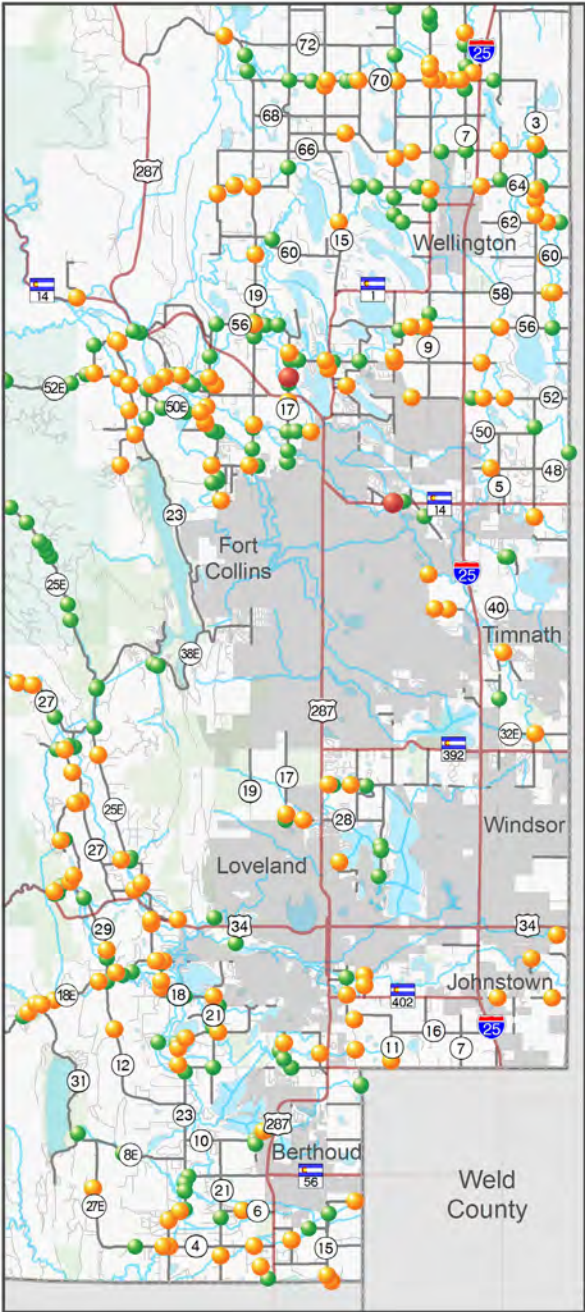 72
25
70
68
7
3
66
287
64
62
15
Wellington
60
60
19
14
1
58
56
56
9
52E
50E
17
52
50
48
5
14
23
Fort
Collins
25
25E
40
Timnath
38E
27
287
32E
392
17
19
25E
28
Windsor
27
Loveland
34
34
29
18E
18
Johnstown
402
21
16
25
12
11
7
31
23
287
10
8E
Berthoud
56
Weld
County
27E
21
6
4
15